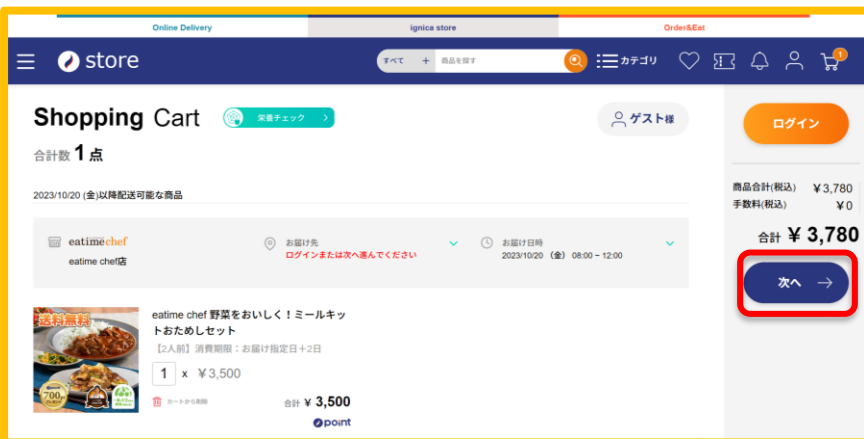 Online Delivery
ignica store
Order&Eat
store
すべて + 商品を探す
カテゴリ
1
Shopping Cart
栄養チェック
ゲスト様
ログイン
合計数 1 点
2023/10/20 (金)以降配送可能な商品
商品合計(税込) ¥3,780
手数料(税込) ¥0
合計 ¥ 3,780
次へ →
eatime chef
eatime chef店
お届け先
ログインまたは次へ進んでください
お届け日時
2023/10/20 (金) 08:00 − 12:00
送料無料
700
eatime chef 野菜をおいしく！ミールキットおためしセット
【2人前】消費期限：お届け指定日＋2日
1 x ¥3,500
カートから削除
合計 ¥ 3,500
point